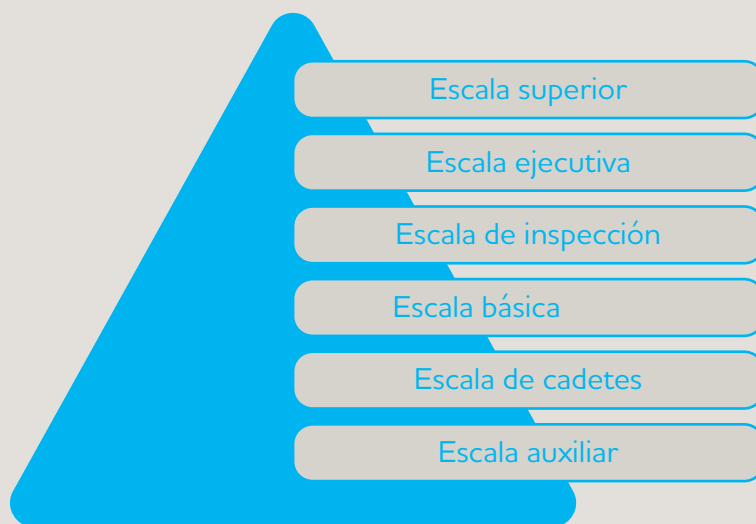 Escala superior
Escala ejecutiva
Escala de inspección
Escala básica
Escala de cadetes
Escala auxiliar